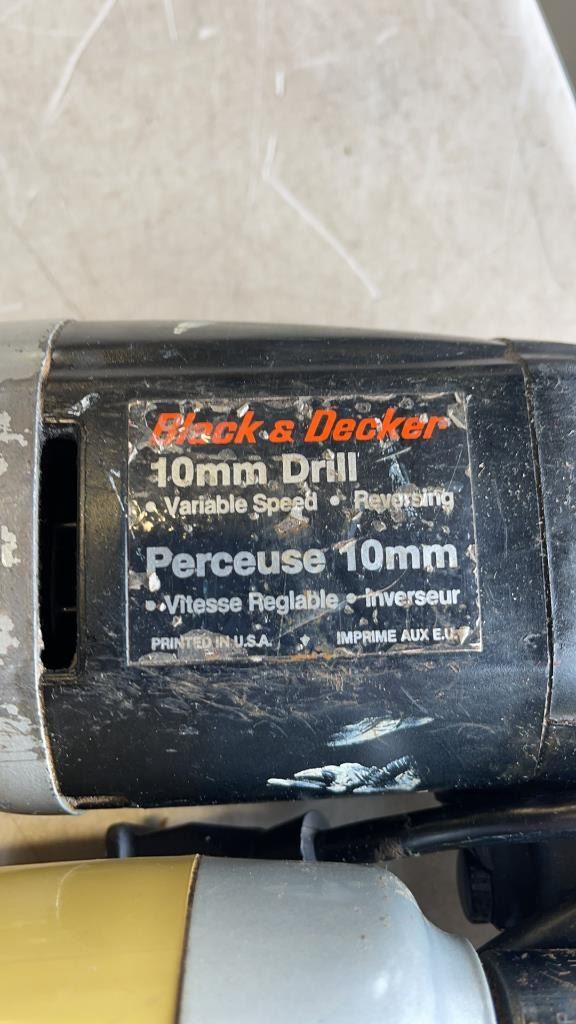 Black & Decker
10mm Drill
• Variable Speed • Reversing
Perceuse 10mm
• Vitesse Reglable • Inverseur
PRINTED IN U.S.A.
IMPRIME AUX E.U.